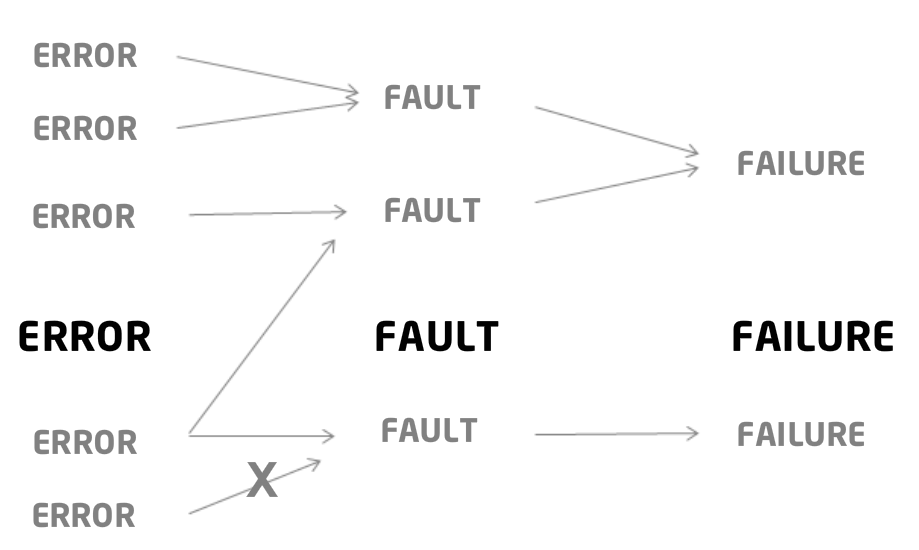 ERROR
FAULT
ERROR
FAILURE
ERROR
FAULT
ERROR FAULT FAILURE
ERROR FAULT FAILURE
X
ERROR